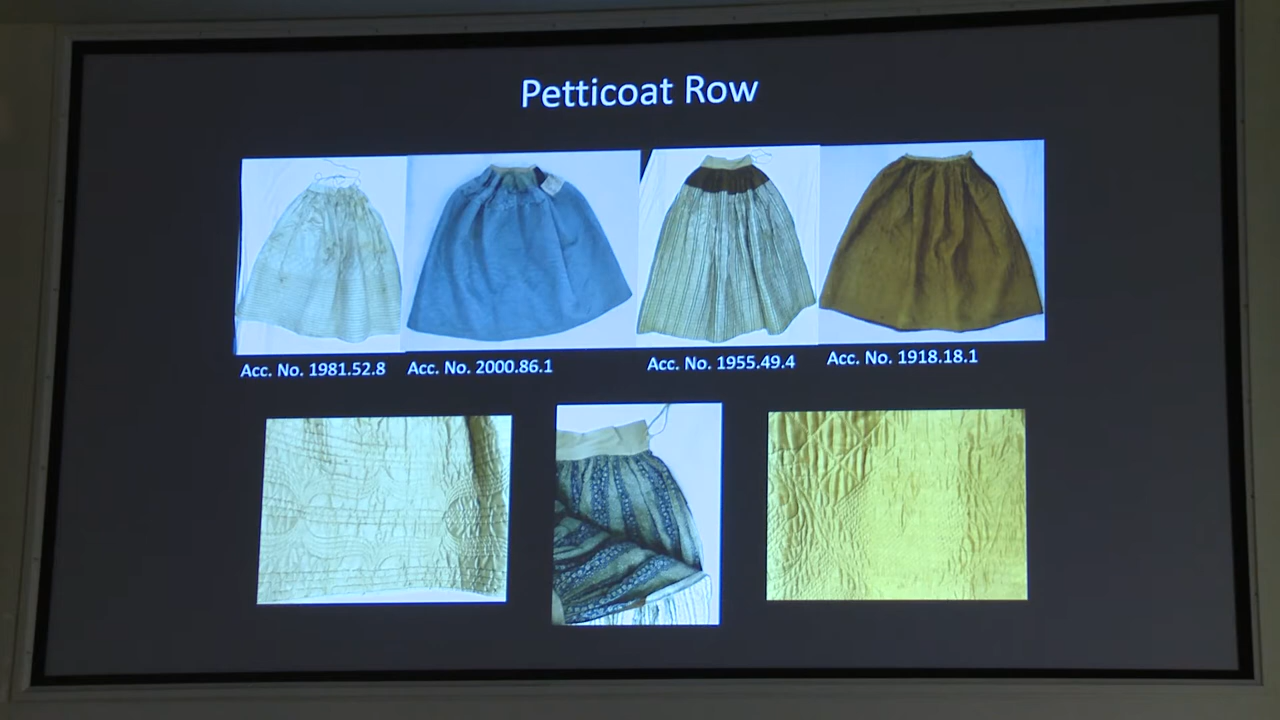 Petticoat Row
Acc. No. 1981.52.8
Acc. No. 2000.86.1
Acc. No. 1955.49.4
Acc. No. 1918.18.1